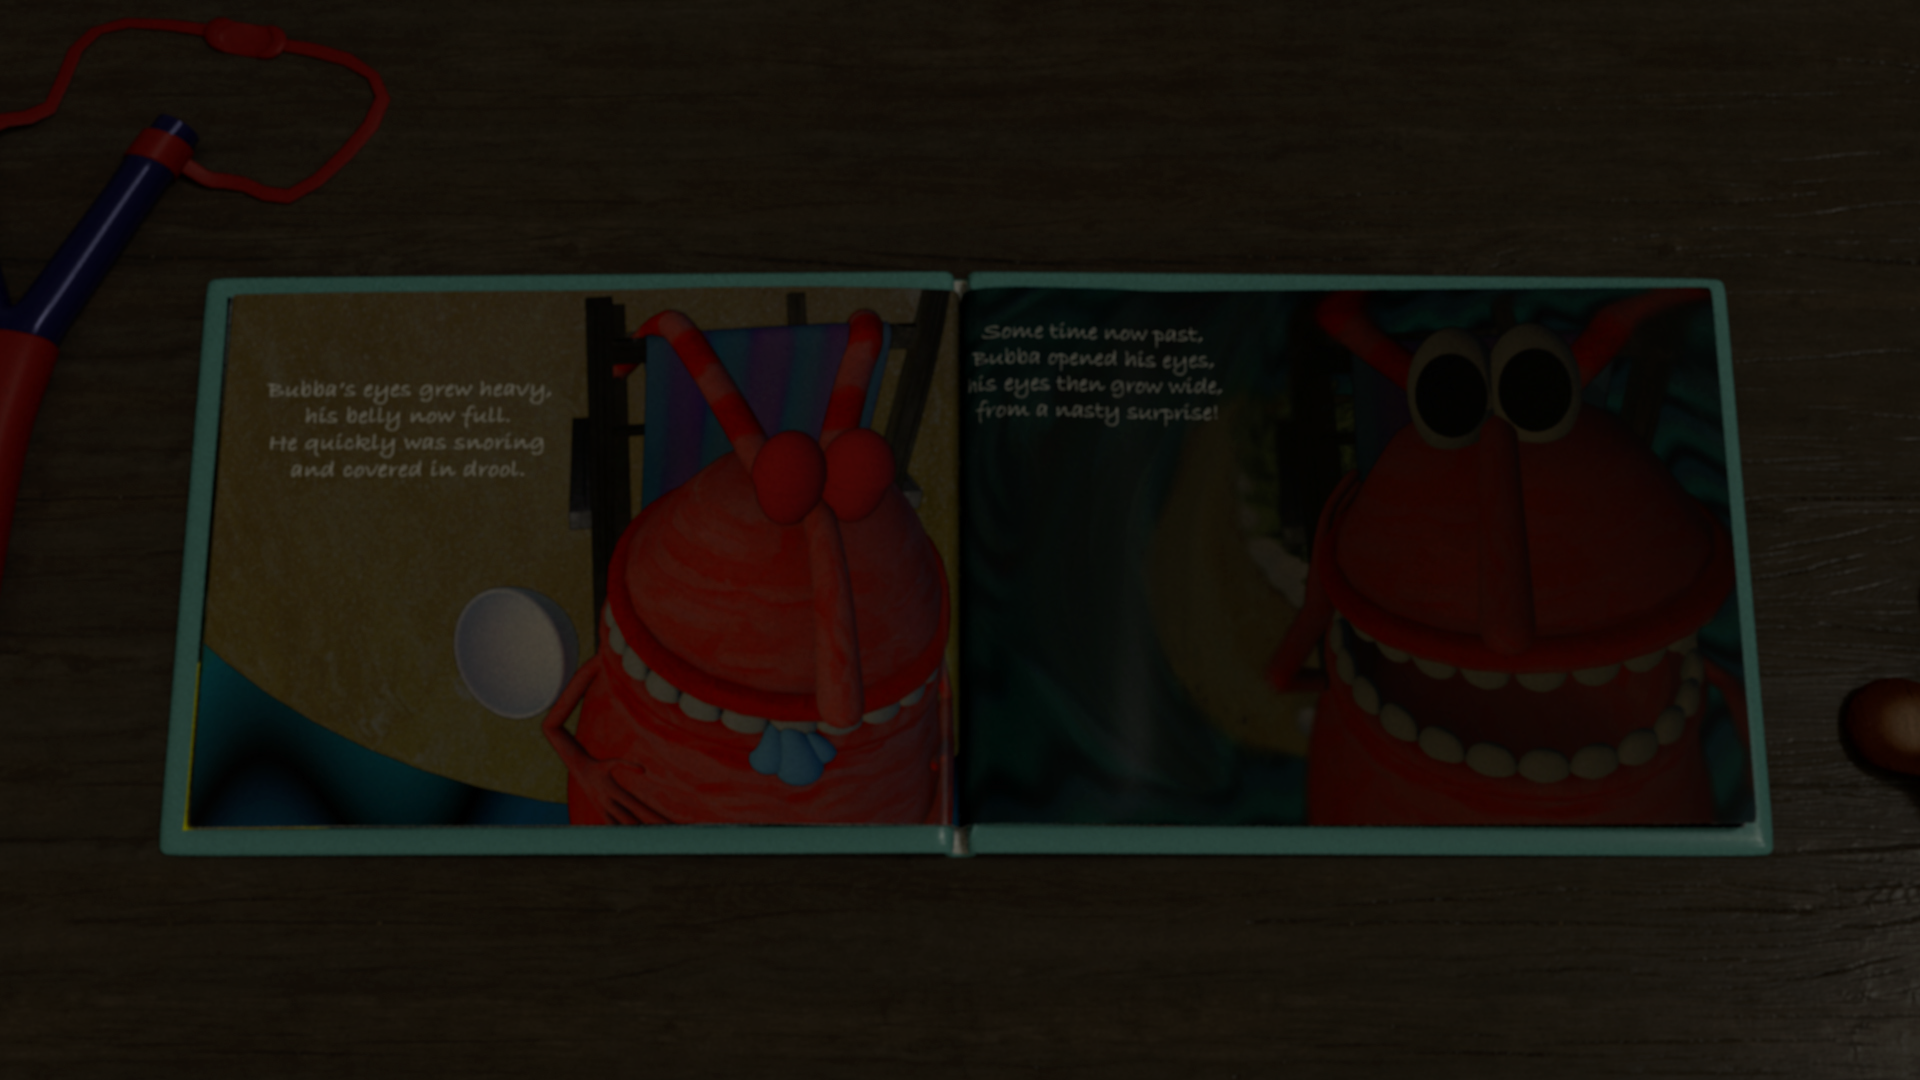 Bubba's eyes grew heavy,
his belly now full.
He quickly was snoring
and covered in drool.
Some time now past,
Bubba opened his eyes,
his eyes then grow wide,
from a nasty surprise!